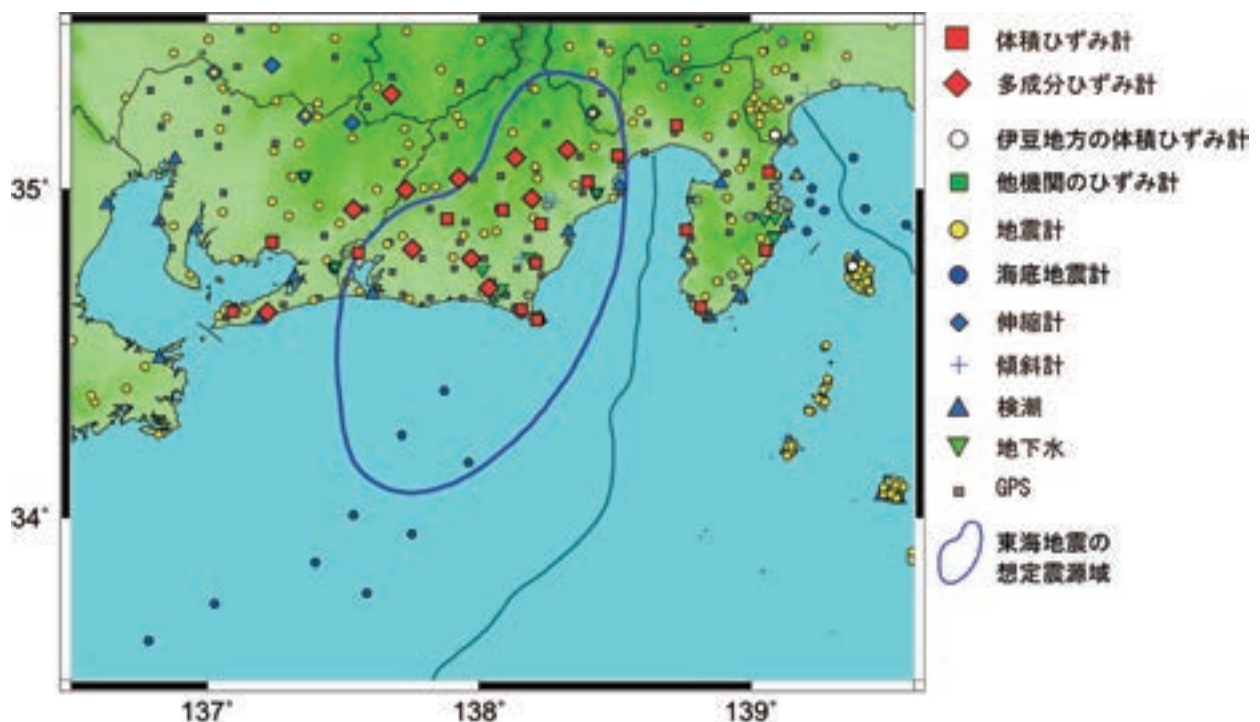 体積ひずみ計
多成分ひずみ計
伊豆地方の体積ひずみ計
他機関のひずみ計
地震計
海底地震計
伸縮計
傾斜計
検潮
地下水
GPS
東海地震の
想定震源域
35°
34°
137°
138°
139°